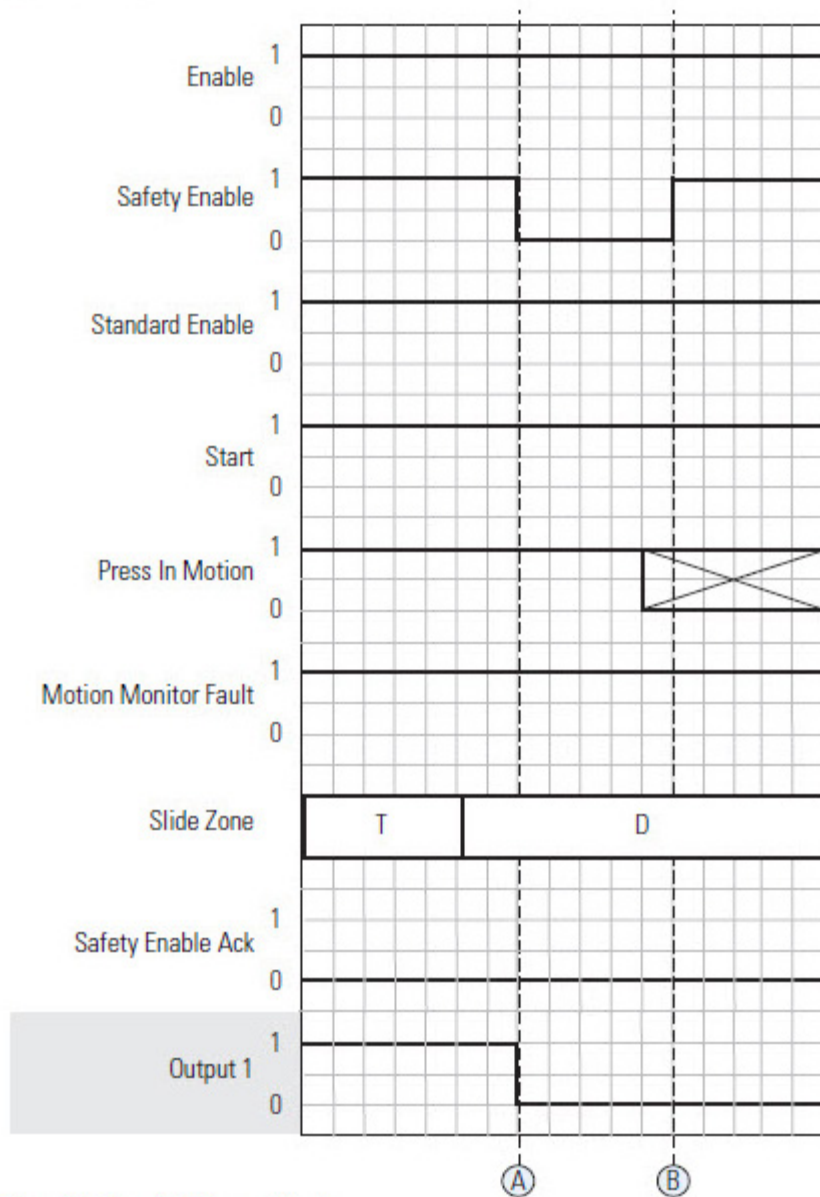 1
Enable
0
1
Safety Enable
0
1
Standard Enable
0
1
Start
0
1
Press In Motion
0
1
Motion Monitor Fault
0
Slide Zone T D
1
Safety Enable Ack
0
1
Output 1
0
A B